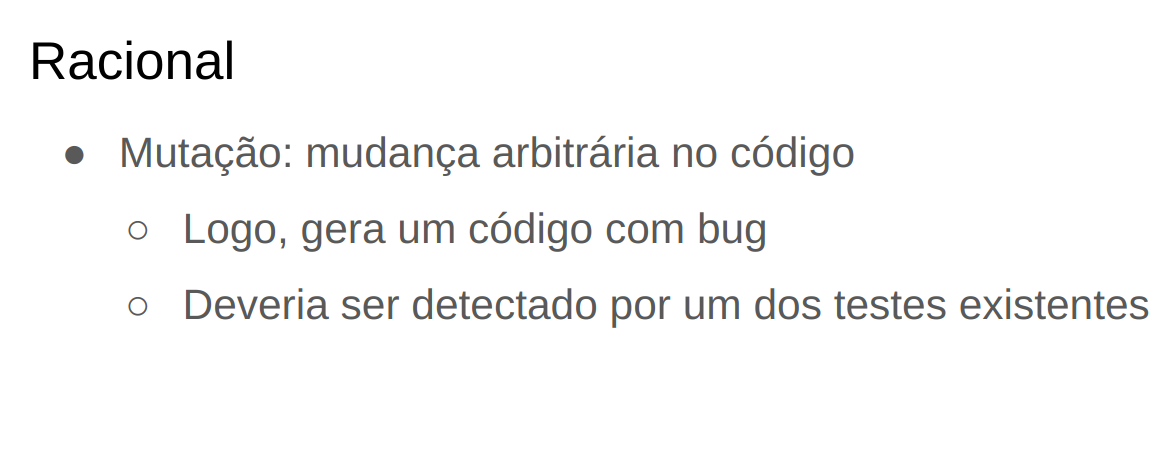 Racional
● Mutação: mudança arbitrária no código
○ Logo, gera um código com bug
○ Deveria ser detectado por um dos testes existentes